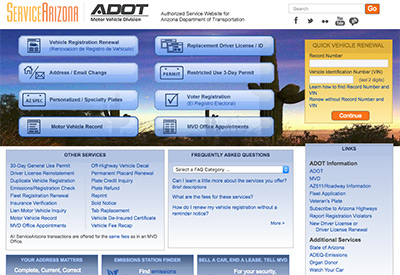 SERVICEARIZONA
ADOT
Motor Vehicle Division
Authorized Service Website for
Arizona Department of Transportation
Search
Go
Vehicle Registration Renewal
(Renovación de Registro de Vehículo)
Replacement Driver License / ID
Address / Email Change
PERMIT
Restricted Use 3-Day Permit
AZ SPEC
Personalized / Specialty Plates
Voter Registration
(El Registro Electoral)
Motor Vehicle Record
MVD Office Appointments
QUICK VEHICLE RENEWAL
Record Number
Vehicle Identification Number (VIN)
(last 2 digits)
Learn how to find Record Number and
VIN
Renew without Record Number and
VIN
Continue
OTHER SERVICES
30-Day General Use Permit
Driver License Reinstatement
Duplicate Vehicle Registration
Emissions/Registration Check
Fleet Registration Renewal
Insurance Verification
Lien Motor Vehicle Inquiry
Motor Vehicle Record
MVD Office Appointments
Off-Highway Vehicle Decal
Permanent Placard Renewal
Plate Credit Inquiry
Plate Refund
Reprint
Sold Notice
Tab Replacement
Vehicle De-Insured Certificate
Vehicle Fee Recap
All ServiceArizona transactions are offered for the same fees as in an MVD
Office.
FREQUENTLY ASKED QUESTIONS
Select a FAQ Category ...
Can I learn a little more about the services you offer?
Brief descriptions
What are the fees for these services?
How do I renew my vehicle registration without a
reminder notice?
More >
LINKS
ADOT Information
ADOT
MVD
AZ511/Roadway Information
Fleet Application
Veteran's Plate
Subscribe to Arizona Highways
Report Registration Violators
New Driver License or
Driver License Changes
Additional Services
State of Arizona
ADEQ-Emissions
Organ Donor
Watch Your Car
YOUR ADDRESS MATTERS
Complete, Current, Correct
EMISSIONS STATION FINDER
Find emissions
SELL A CAR, END A LEASE, TELL MVD
For your security,